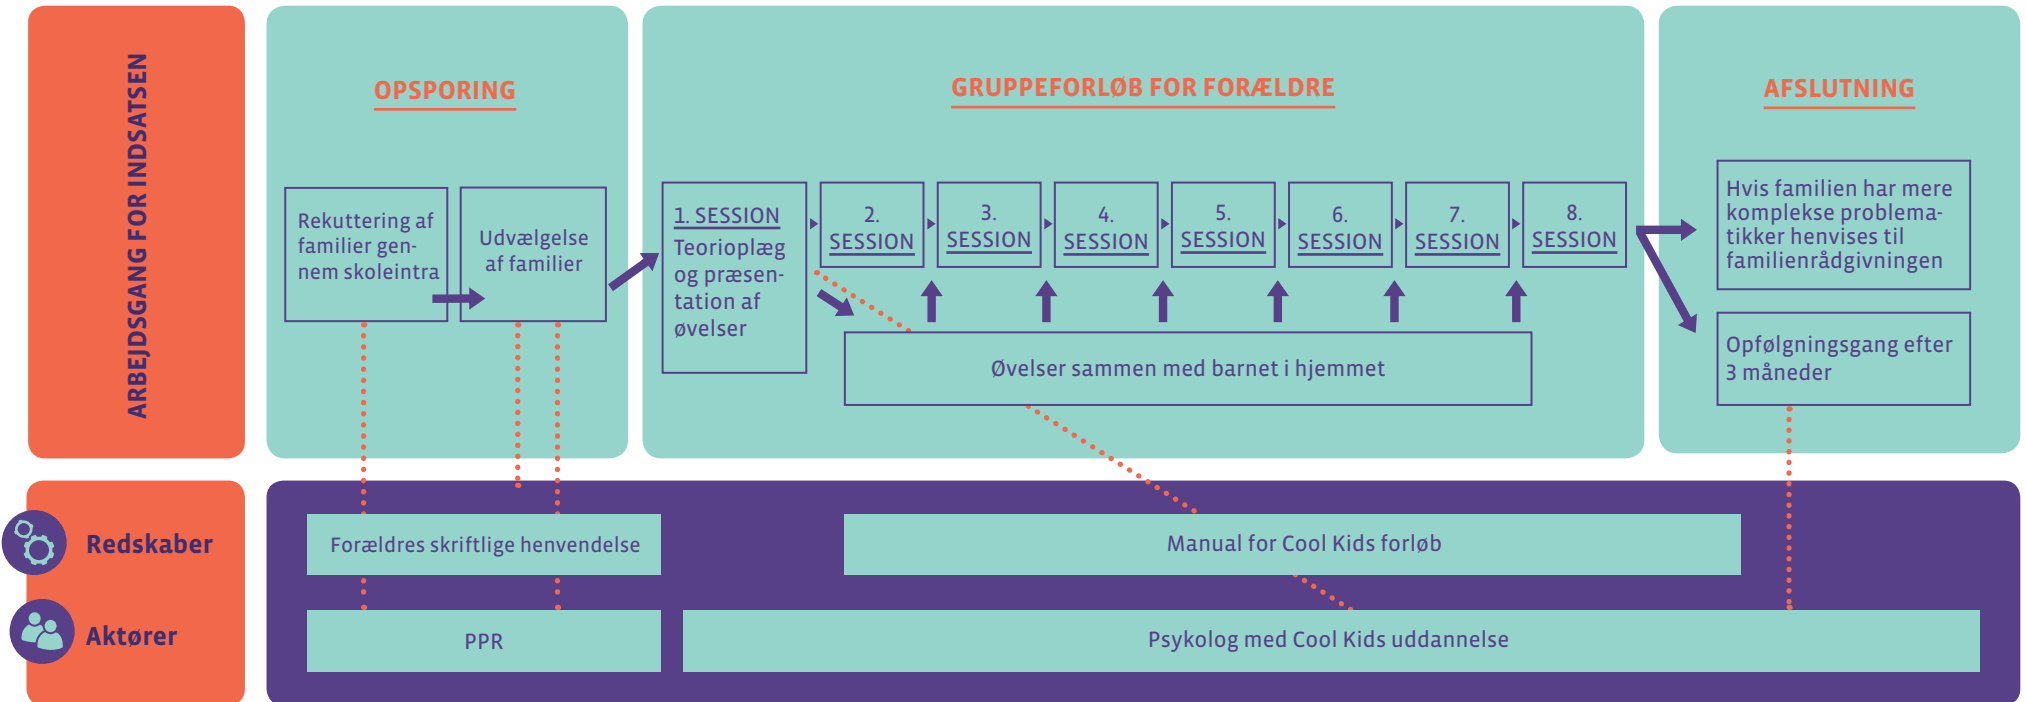 ARBEJDSGANG FOR INDSATSEN
OPSPORING
Rekuttering af
familier gen-
nem skoleintra
Udvælgelse
af familier
GRUPPEFORLØB FOR FORÆLDRE
1. SESSION
Teorioplæg
og præsen-
tation af
øvelser
2.
SESSION
3.
SESSION
4.
SESSION
5.
SESSION
6.
SESSION
7.
SESSION
8.
SESSION
Øvelser sammen med barnet i hjemmet
AFSLUTNING
Hvis familien har mere
komplekse problema-
tikker henvises til
familienrådgivningen
Opfølgningsgang efter
3 måneder
Redskaber
Forældres skriftlige henvendelse
Manual for Cool Kids forløb
Aktører
PPR
Psykolog med Cool Kids uddannelse